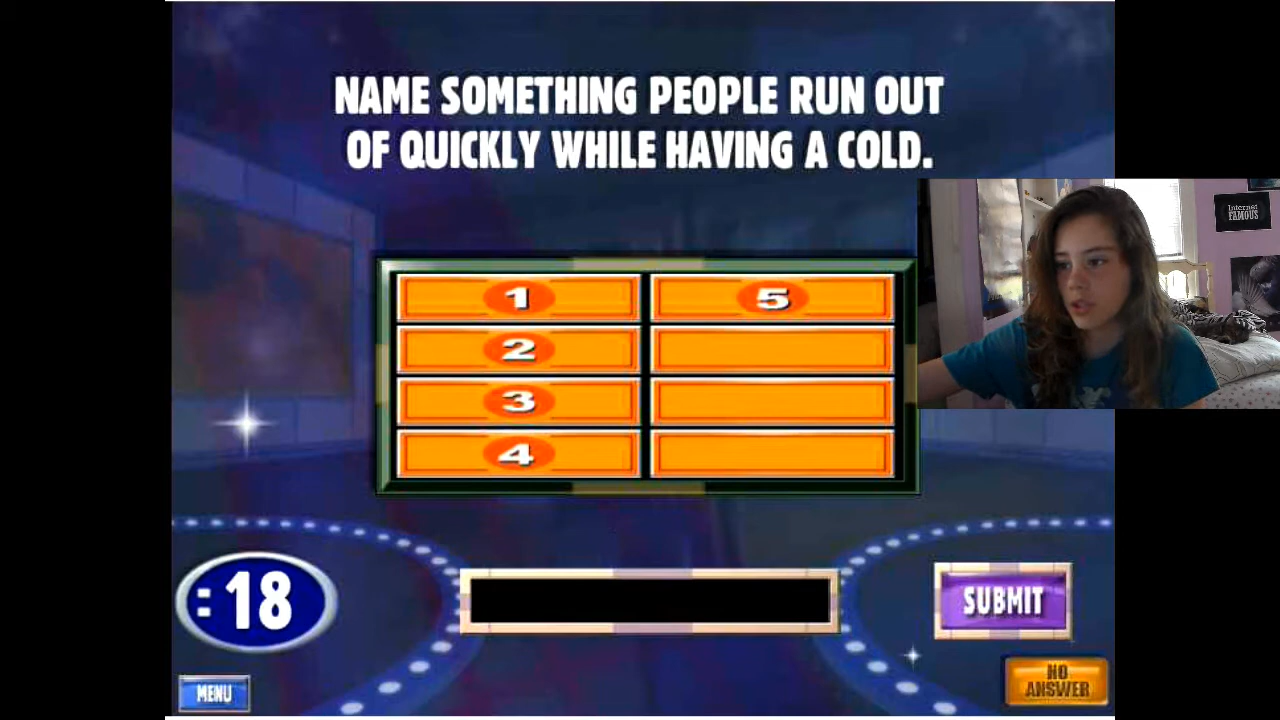 NAME SOMETHING PEOPLE RUN OUT
OF QUICKLY WHILE HAVING A COLD.
Internet
FAMOUS
1
5
2
3
4
:18
SUBMIT
NO
ANSWER
MENU